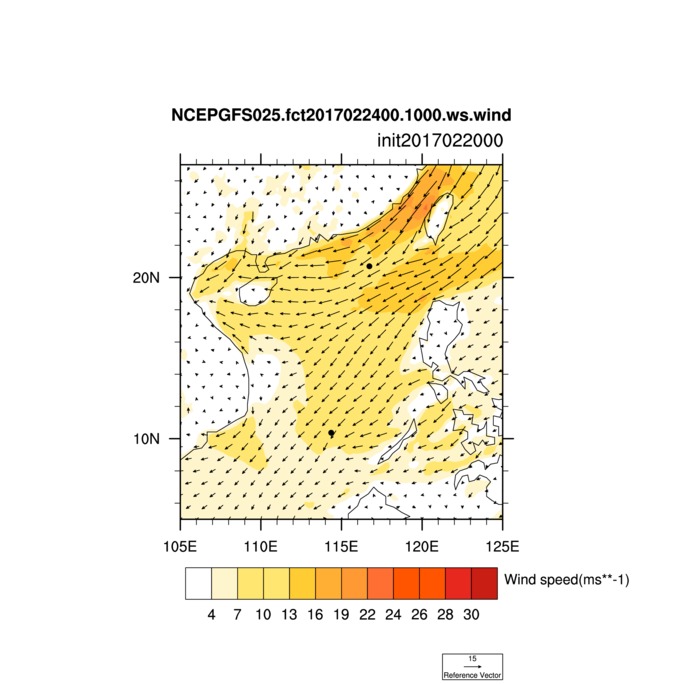 NCEPGFS025.fct2017022400.1000.ws.wind
init2017022000
20N
10N
105E 110E 115E 120E 125E
Wind speed(ms**-1)
4 7 10 13 16 19 22 24 26 28 30
15
Reference Vector